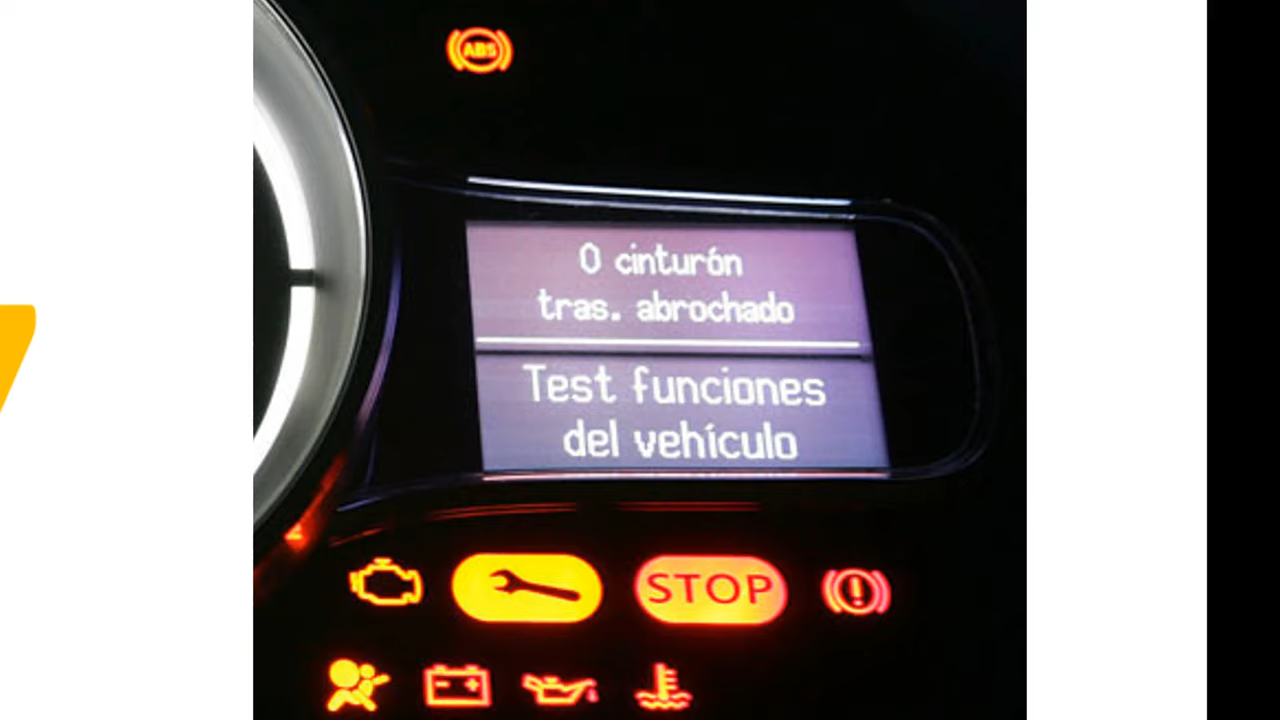 ABS
0 cinturón
tras. abrochado
Test funciones
del vehículo
STOP